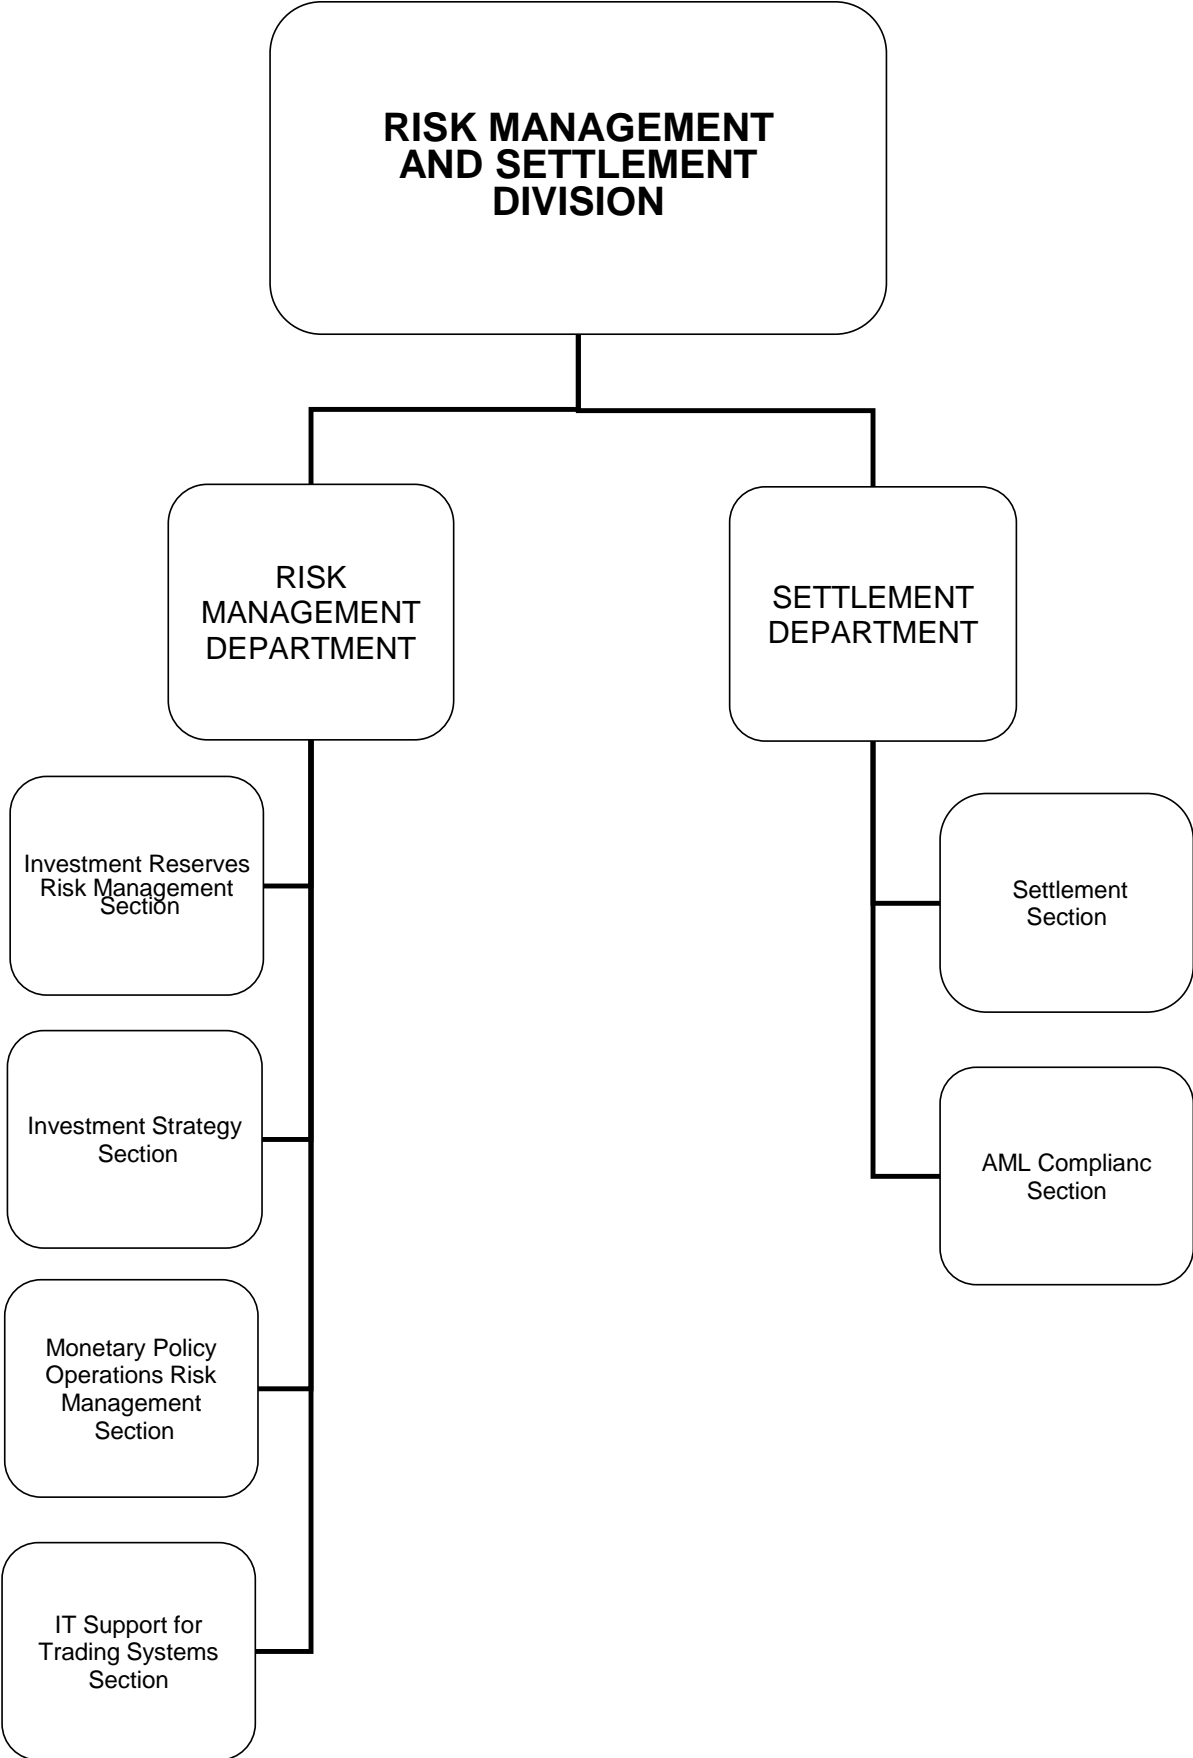 RISK MANAGEMENT
AND SETTLEMENT
DIVISION
RISK
MANAGEMENT
DEPARTMENT
SETTLEMENT
DEPARTMENT
Investment Reserves
Risk Management
Section
Investment Strategy
Section
Monetary Policy
Operations Risk
Management
Section
IT Support for
Trading Systems
Section
Settlement
Section
AML Complianc
Section